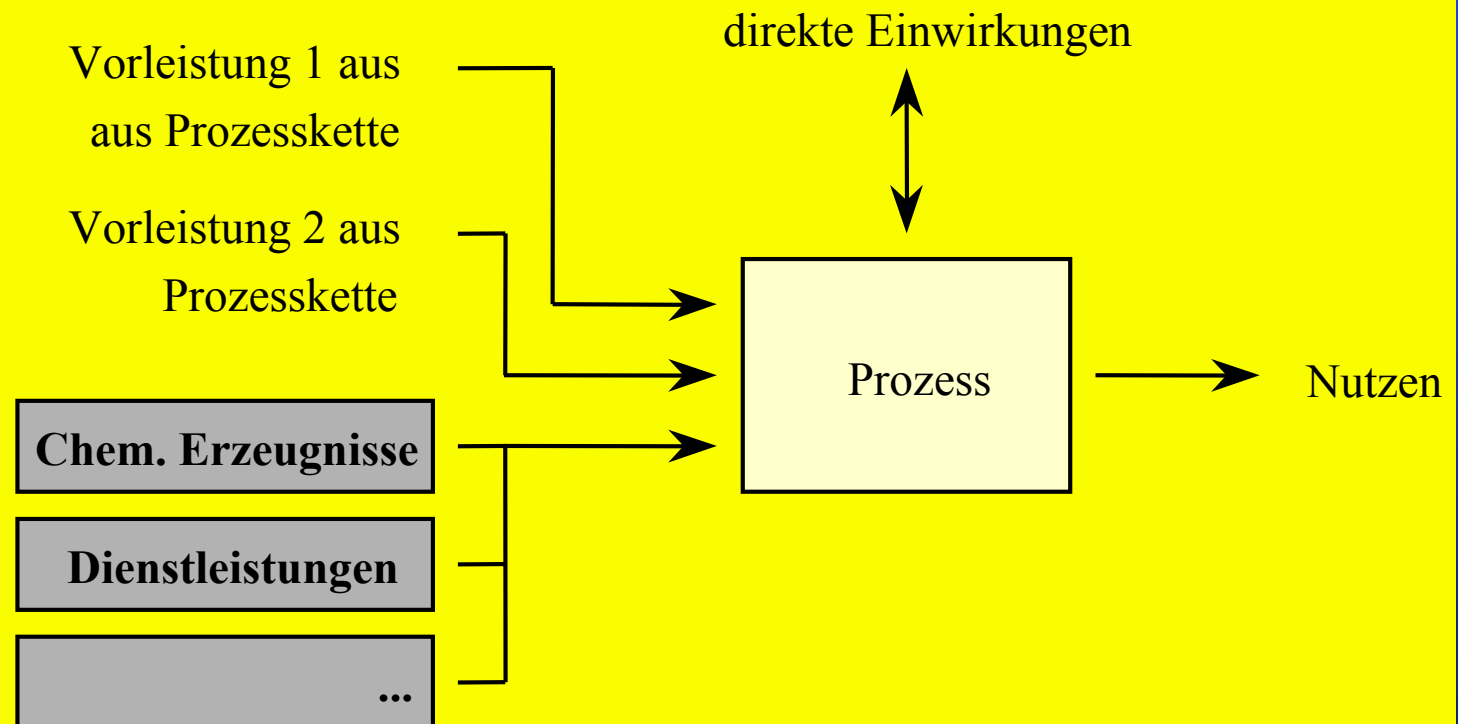 direkte Einwirkungen
Vorleistung 1 aus
aus Prozesskette
Vorleistung 2 aus
Prozesskette
Prozess
Nutzen
Chem. Erzeugnisse
Dienstleistungen
...